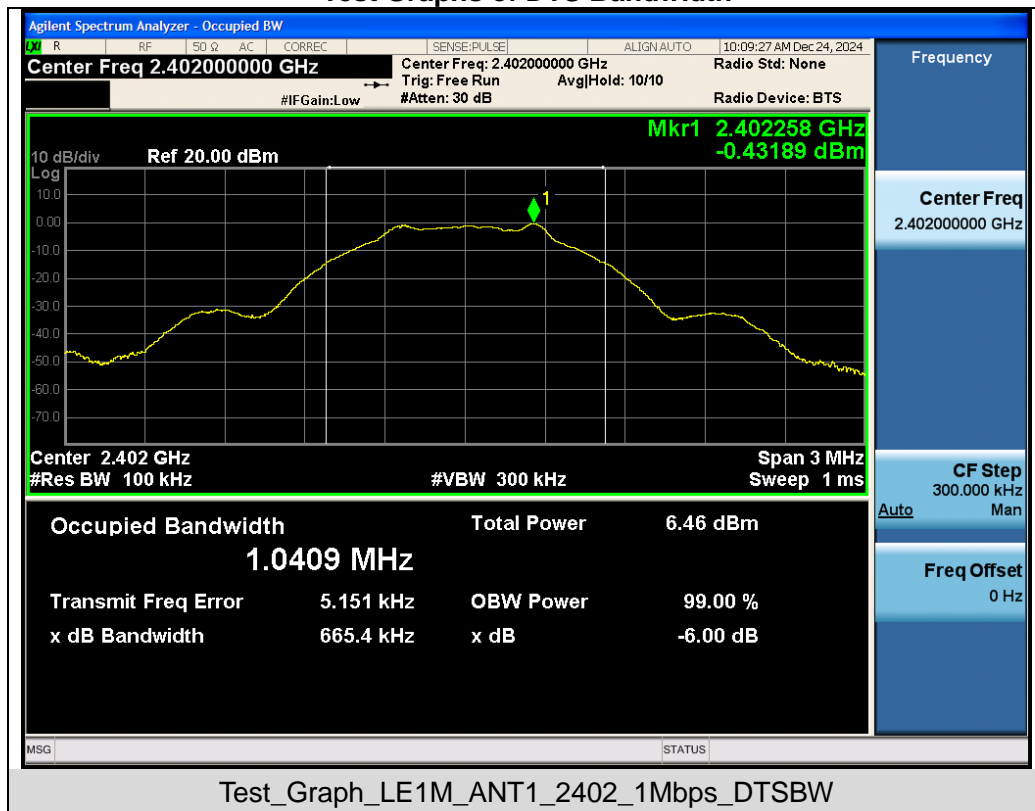 Test Graphs of DTS Bandwidth
Agilent Spectrum Analyzer - Occupied BW
LXI R RF 50 Ω AC CORREC SENSE:PULSE ALIGN AUTO 10:09:27 AM Dec 24, 2024
Center Freq 2.402000000 GHz
Center Freq: 2.402000000 GHz
Radio Std: None
Trig: Free Run Avg|Hold: 10/10
#IFGain:Low
#Atten: 30 dB
Radio Device: BTS
Mkr1 2.402258 GHz
-0.43189 dBm
10 dB/div Ref 20.00 dBm
Log
10.0
0.00
-10.0
-20.0
-30.0
-40.0
-50.0
-60.0
-70.0
1
Center 2.402 GHz Span 3 MHz
#Res BW 100 kHz #VBW 300 kHz Sweep 1 ms
Occupied Bandwidth Total Power 6.46 dBm
1.0409 MHz
Transmit Freq Error 5.151 kHz OBW Power 99.00 %
x dB Bandwidth 665.4 kHz x dB -6.00 dB
MSG STATUS
Frequency
Center Freq
2.402000000 GHz
CF Step
300.000 kHz
Auto Man
Freq Offset
0 Hz
Test_Graph_LE1M_ANT1_2402_1Mbps_DTSBW